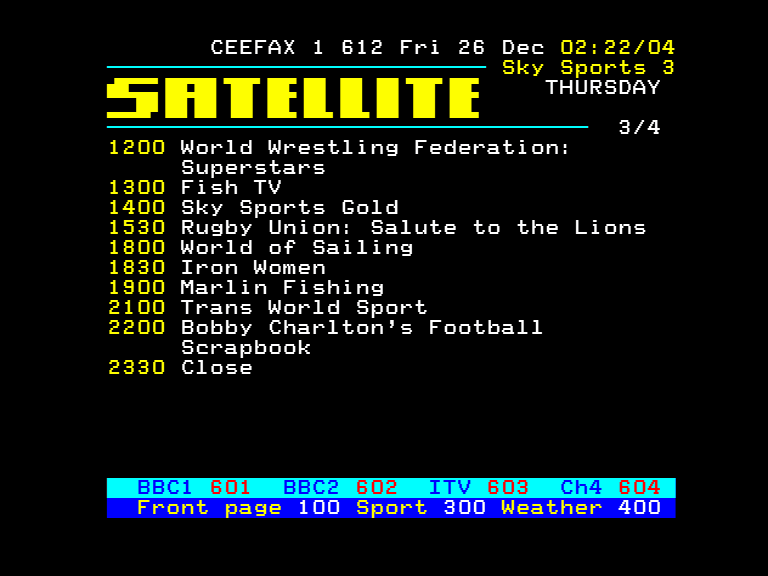 CEEFAX 1 612 Fri 26 Dec 02:22/04
Sky Sports 3
SATELLITE THURSDAY
3/4
1200 World Wrestling Federation:
Superstars
1300 Fish TV
1400 Sky Sports Gold
1530 Rugby Union: Salute to the Lions
1800 World of Sailing
1830 Iron Women
1900 Marlin Fishing
2100 Trans World Sport
2200 Bobby Charlton's Football
Scrapbook
2330 Close
BBC1 601 BBC2 602 ITV 603 Ch4 604
Front page 100 Sport 300 Weather 400